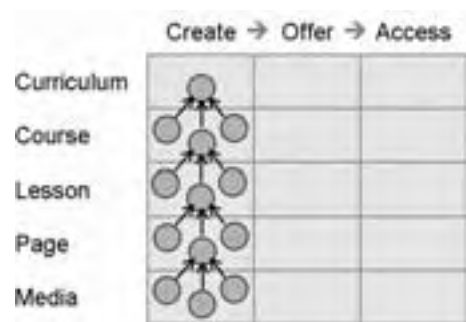 Create → Offer → Access
Curriculum
Course
Lesson
Page
Media